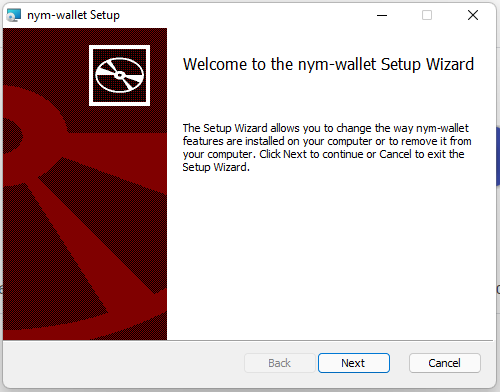 nym-wallet Setup
Welcome to the nym-wallet Setup Wizard
The Setup Wizard allows you to change the way nym-wallet
features are installed on your computer or to remove it from
your computer. Click Next to continue or Cancel to exit the
Setup Wizard.
Back
Next
Cancel